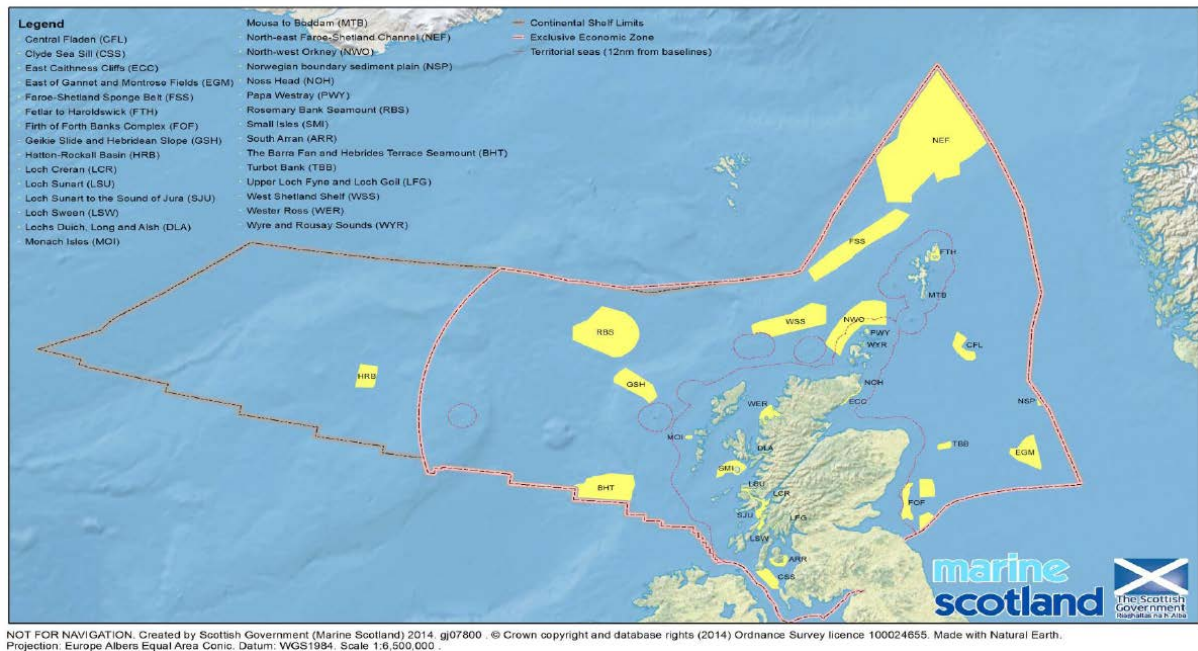 Legend
Central Fladen (CFL)
Clyde Sea Sill (CSS)
East Caithness Cliffs (ECC)
East of Gannet and Montrose Fields (EGM)
Faroe-Shetland Sponge Belt (FSS)
Fetlar to Haroldswick (FTH)
Firth of Forth Banks Complex (FOF)
Geikie Slide and Hebridean Slope (GSH)
Hatton-Rockall Basin (HRB)
Loch Creran (LCR)
Loch Sunart (LSU)
Loch Sunart to the Sound of Jura (SJU)
Loch Sween (LSW)
Lochs Duich, Long and Alsh (DLA)
Monach Isles (MOI)
Mousa to Boddam (MTB)
North-east Faroe-Shetland Channel (NEF)
North-west Orkney (NWO)
Norwegian boundary sediment plain (NSP)
Noss Head (NOH)
Papa Westray (PWY)
Rosemary Bank Seamount (RBS)
Small Isles (SMI)
South Arran (ARR)
The Barra Fan and Hebrides Terrace Seamount (BHT)
Turbot Bank (TBB)
Upper Loch Fyne and Loch Goil (LFG)
West Shetland Shelf (WSS)
Wester Ross (WER)
Wyre and Rousay Sounds (WYR)
Continental Shelf Limits
Exclusive Economic Zone
Territorial seas (12nm from baselines)
NEF
FSS
FTH
MTB
WSS
NWO
PWY
WYR
RBS
CFL
HRB
GSH
NOH
ECC
WER
NSP
MOI
DLA
TBB
EGM
SMI
LSU
LCR
BHT
FOF
SJU
LFG
LSW
ARR
CSS
marine
scotland
The Scottish
Government
Riaghaltas na h-Alba
NOT FOR NAVIGATION. Created by Scottish Government (Marine Scotland) 2014. gj07800 . © Crown copyright and database rights (2014) Ordnance Survey licence 100024655. Made with Natural Earth.
Projection: Europe Albers Equal Area Conic. Datum: WGS1984. Scale 1:6,500,000 .